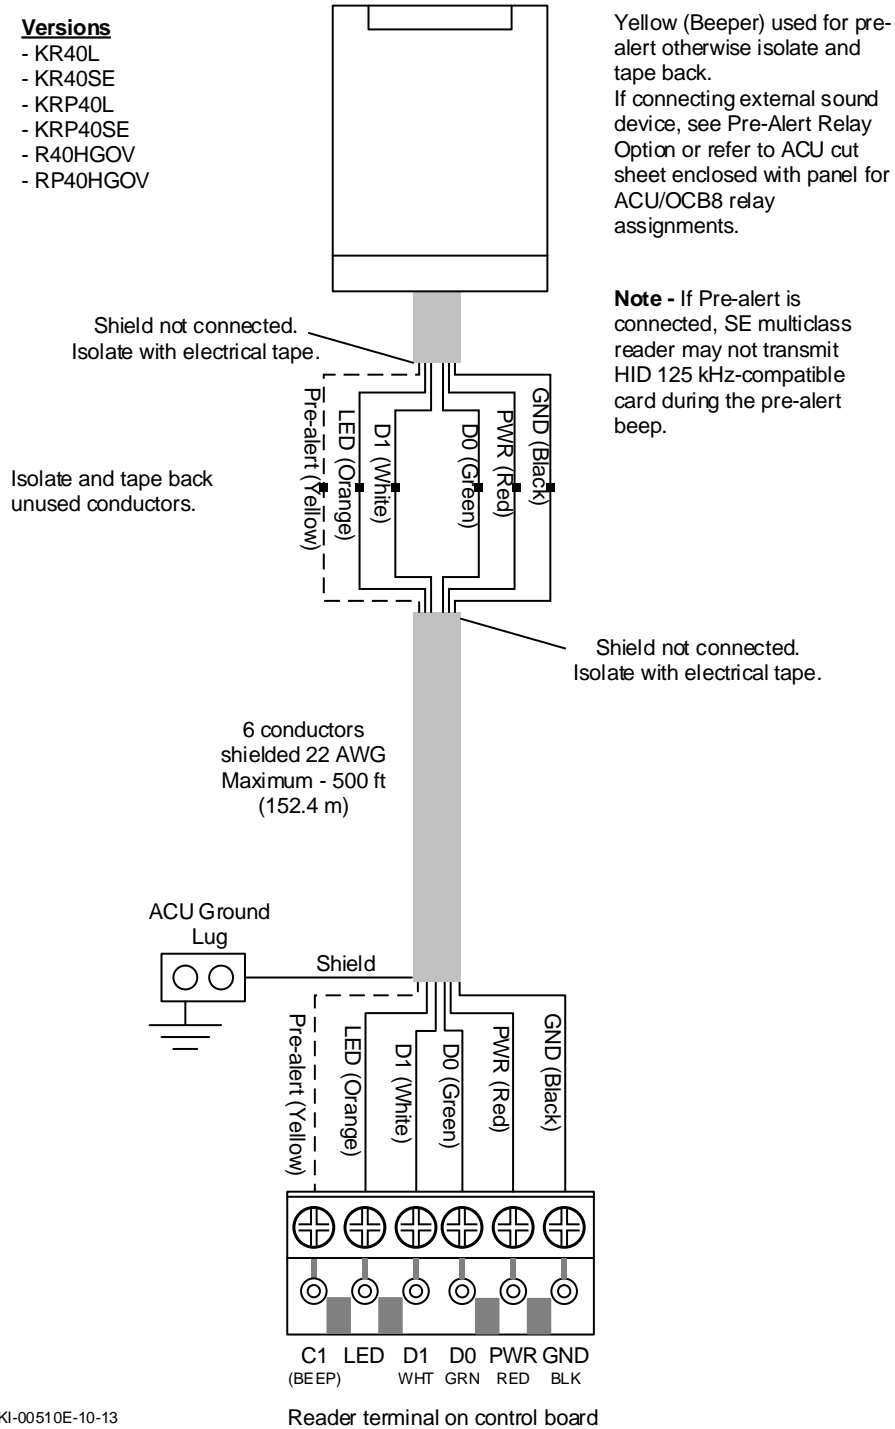 Versions
- KR40L
- KR40SE
- KRP40L
- KRP40SE
- R40HGOV
- RP40HGOV
Yellow (Beeper) used for pre-
alert otherwise isolate and
tape back.
If connecting external sound
device, see Pre-Alert Relay
Option or refer to ACU cut
sheet enclosed with panel for
ACU/OCB8 relay
assignments.
Note - If Pre-alert is
connected, SE multiclass
reader may not transmit
HID 125 kHz-compatible
card during the pre-alert
beep.
Shield not connected.
Isolate with electrical tape.
Pre-alert (Yellow)
LED (Orange)
D1 (White)
D0 (Green)
PWR (Red)
GND (Black)
Isolate and tape back
unused conductors.
Shield not connected.
Isolate with electrical tape.
6 conductors
shielded 22 AWG
Maximum - 500 ft
(152.4 m)
ACU Ground
Lug
Shield
Pre-alert (Yellow)
LED (Orange)
D1 (White)
D0 (Green)
PWR (Red)
GND (Black)
C1 LED D1 D0 PWR GND
(BEEP) WHT GRN RED BLK
KI-00510E-10-13
Reader terminal on control board